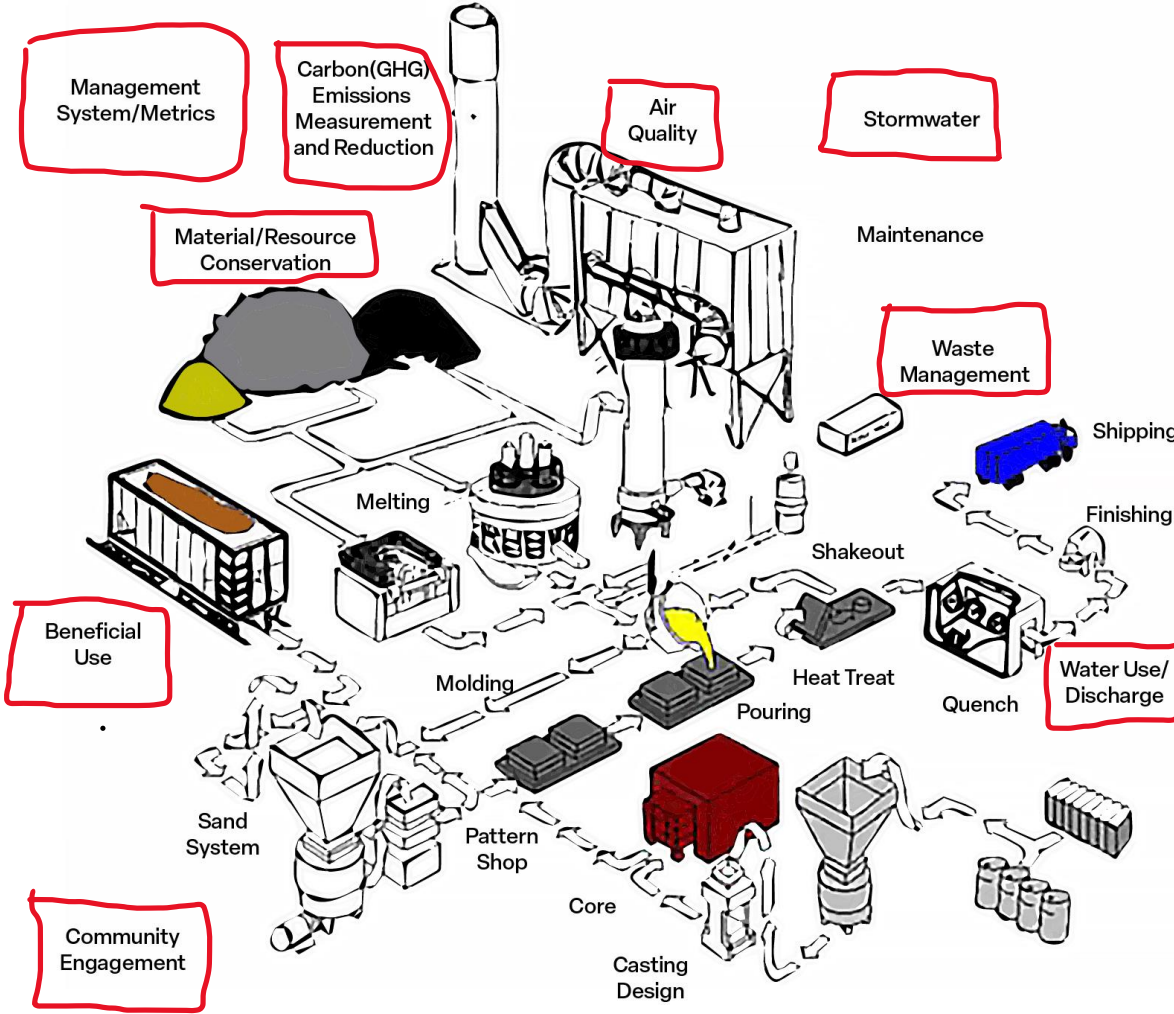 Management
System/Metrics
Carbon(GHG)
Emissions
Measurement
and Reduction
Air
Quality
Stormwater
Material/Resource
Conservation
Maintenance
Waste
Management
Shipping
Melting
Finishing
Shakeout
Beneficial
Use
Molding
Heat Treat
Water Use/
Discharge
Quench
Pouring
Sand
System
Pattern
Shop
Core
Community
Engagement
Casting
Design